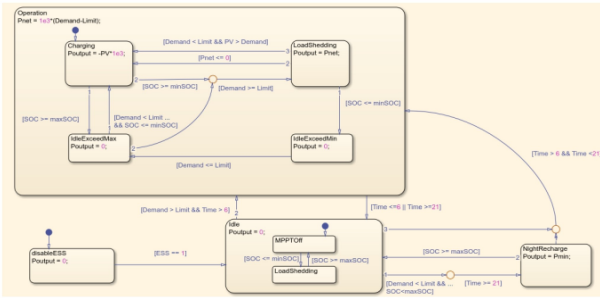 Operation
Pnet = 1e3*(Demand-Limit);
Charging
Poutput = -PV*1e3;
[Demand < Limit && PV > Demand]
3
[Pnet <= 0]
2
LoadShedding
Poutput = Pnet;
2
[SOC >= minSOC]
[Demand >= Limit]
1
[SOC >= maxSOC]
1
[Demand < Limit ...
&& SOC <= minSOC]
1
[SOC <= minSOC]
IdleExceedMax
Poutput = 0;
2
IdleExceedMin
Poutput = 0;
[Demand <= Limit]
[Time > 6 && Time <21]
[Demand > Limit && Time > 6]
2
[Time <=6 || Time >=21]
disableESS
Poutput = 0;
[ESS == 1]
Idle
Poutput = 0;
MPPTOff
[SOC <= minSOC]
[SOC >= maxSOC]
LoadShedding
3
[SOC >= maxSOC]
2
NightRecharge
Poutput = Pmin;
[Demand < Limit && ...
SOC<maxSOC]
[Time >= 21]